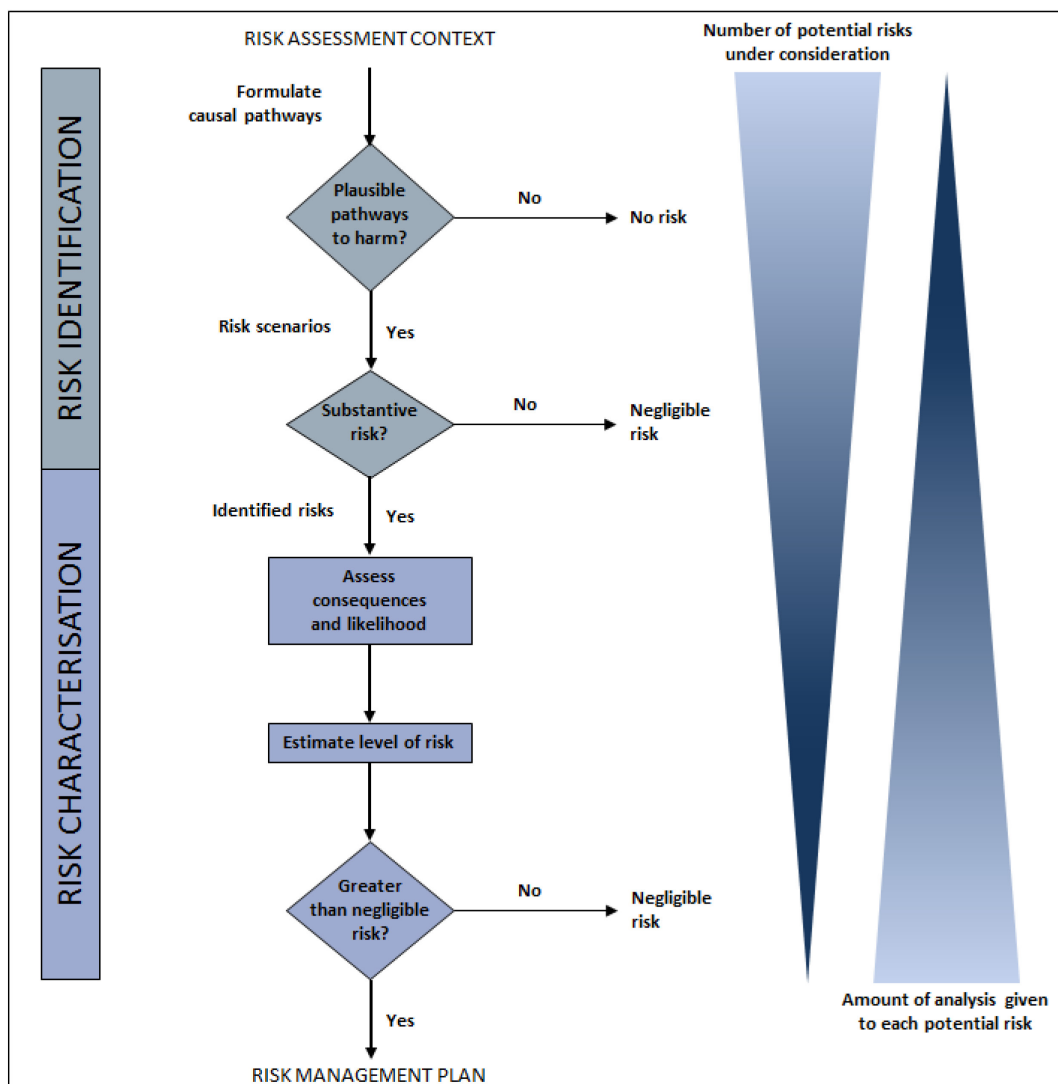 RISK ASSESSMENT CONTEXT
Number of potential risks
under consideration
RISK IDENTIFICATION
Formulate
causal pathways
Plausible
pathways
to harm?
No
No risk
Risk scenarios
Yes
Substantive
risk?
No
Negligible
risk
RISK CHARACTERISATION
Identified risks
Yes
Assess
consequences
and likelihood
Estimate level of risk
Greater
than negligible
risk?
No
Negligible
risk
Yes
Amount of analysis given
to each potential risk
RISK MANAGEMENT PLAN